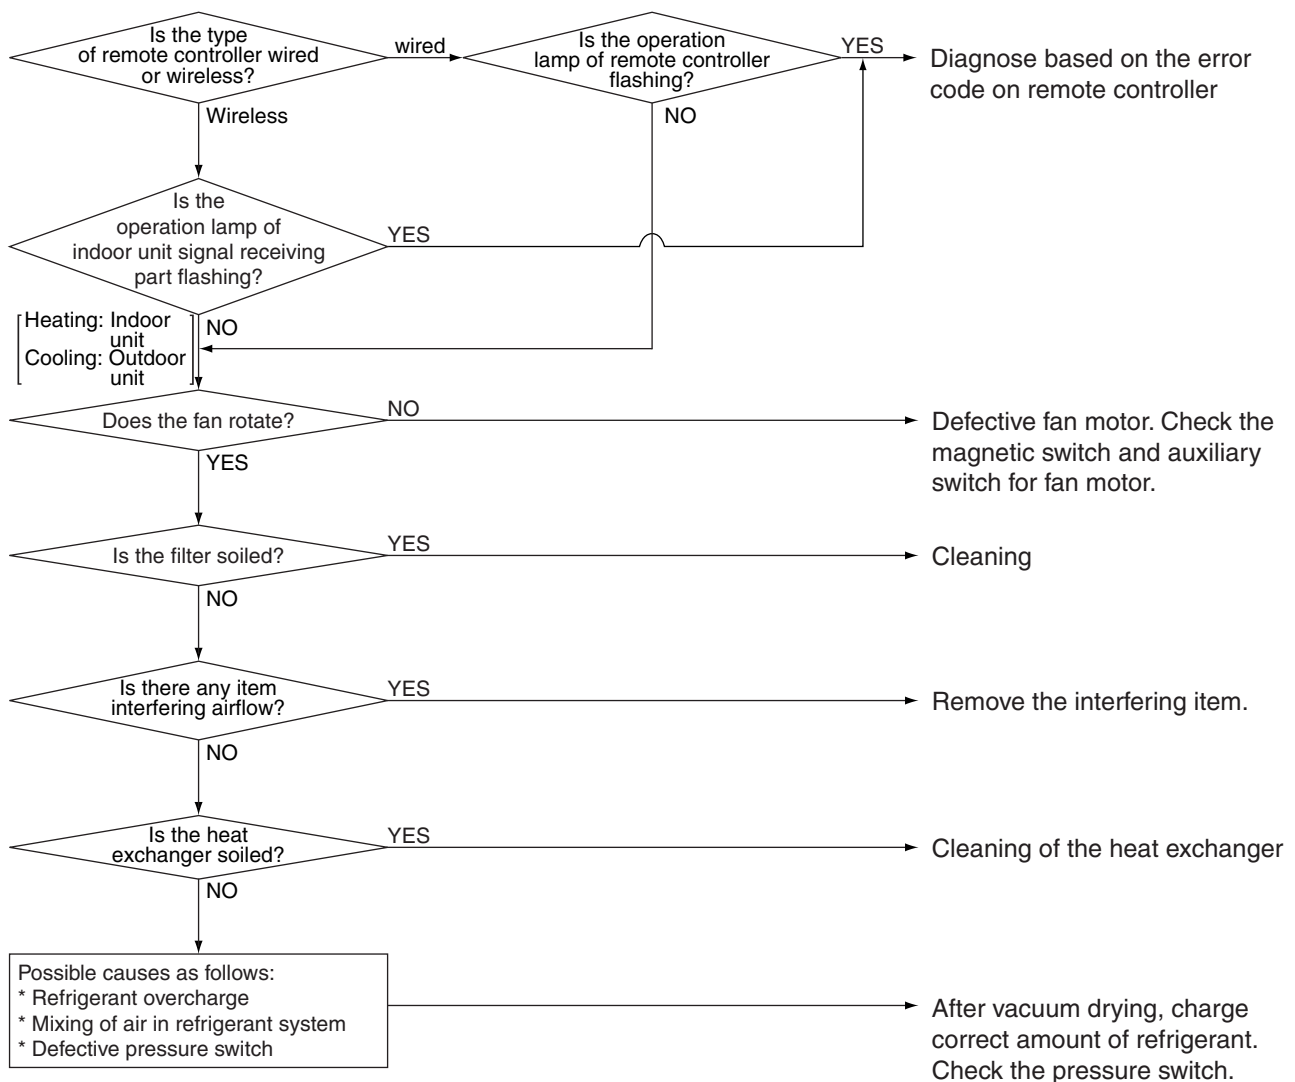 Is the type
of remote controller wired
or wireless?
wired
Is the operation
lamp of remote controller
flashing?
YES
Diagnose based on the error
code on remote controller
Wireless
NO
Is the
operation lamp of
indoor unit signal receiving
part flashing?
YES
Heating: Indoor
unit
Cooling: Outdoor
unit
NO
Does the fan rotate?
NO
Defective fan motor. Check the
magnetic switch and auxiliary
switch for fan motor.
YES
Is the filter soiled?
YES
Cleaning
NO
Is there any item
interfering airflow?
YES
Remove the interfering item.
NO
Is the heat
exchanger soiled?
YES
Cleaning of the heat exchanger
NO
Possible causes as follows:
* Refrigerant overcharge
* Mixing of air in refrigerant system
* Defective pressure switch
After vacuum drying, charge
correct amount of refrigerant.
Check the pressure switch.